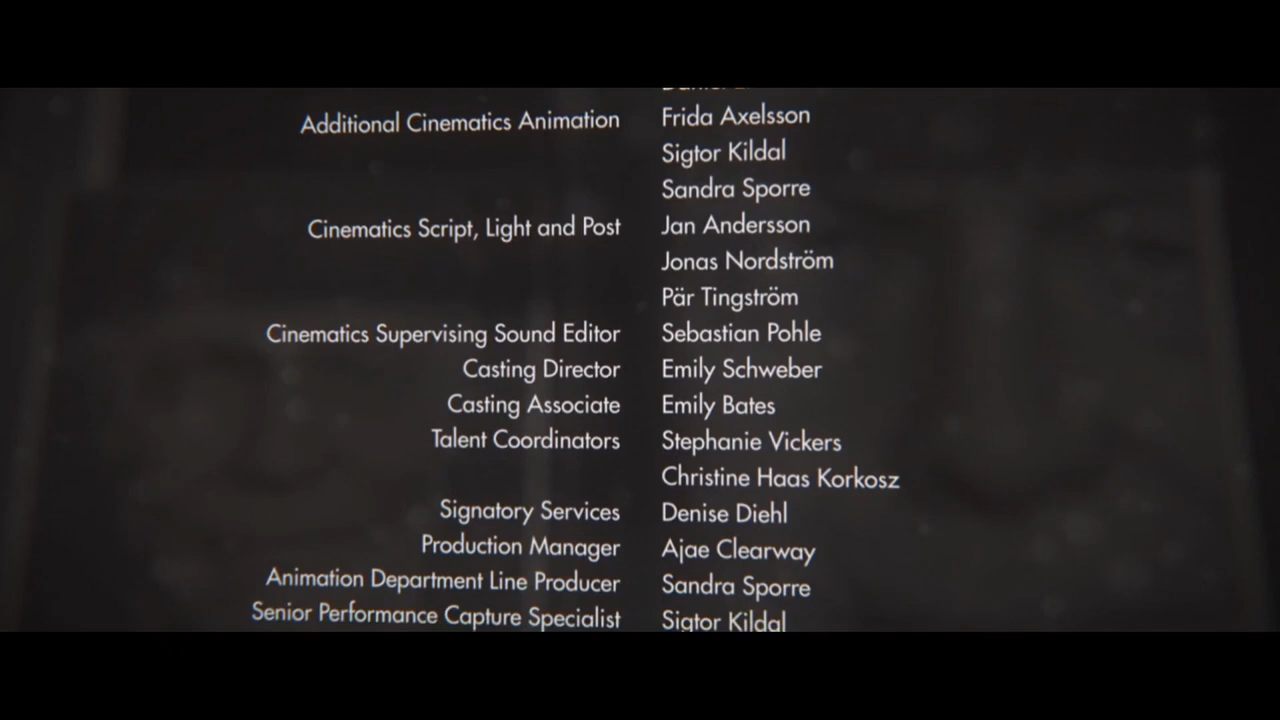 Additional Cinematics Animation Frida Axelsson
Sigtor Kildal
Sandra Sporre
Cinematics Script, Light and Post Jan Andersson
Jonas Nordström
Pär Tingström
Cinematics Supervising Sound Editor Sebastian Pohle
Casting Director Emily Schweber
Casting Associate Emily Bates
Talent Coordinators Stephanie Vickers
Christine Haas Korkosz
Signatory Services Denise Diehl
Production Manager Ajae Clearway
Animation Department Line Producer Sandra Sporre
Senior Performance Capture Specialist Sigtor Kildal